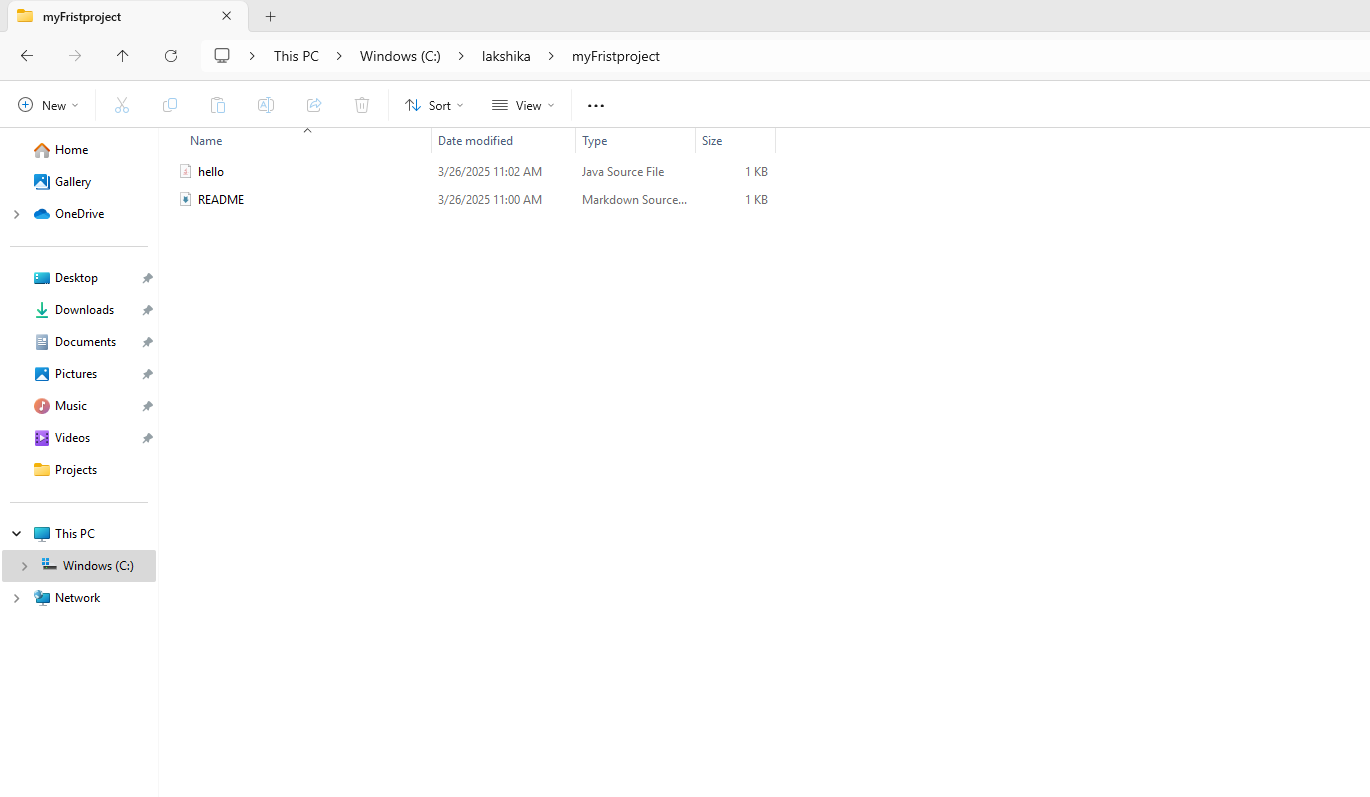 myFristproject
This PC Windows (C:) lakshika myFristproject
New Sort View
Name Date modified Type Size
hello 3/26/2025 11:02 AM Java Source File 1 KB
README 3/26/2025 11:00 AM Markdown Source... 1 KB
Home
Gallery
OneDrive
Desktop
Downloads
Documents
Pictures
Music
Videos
Projects
This PC
Windows (C:)
Network